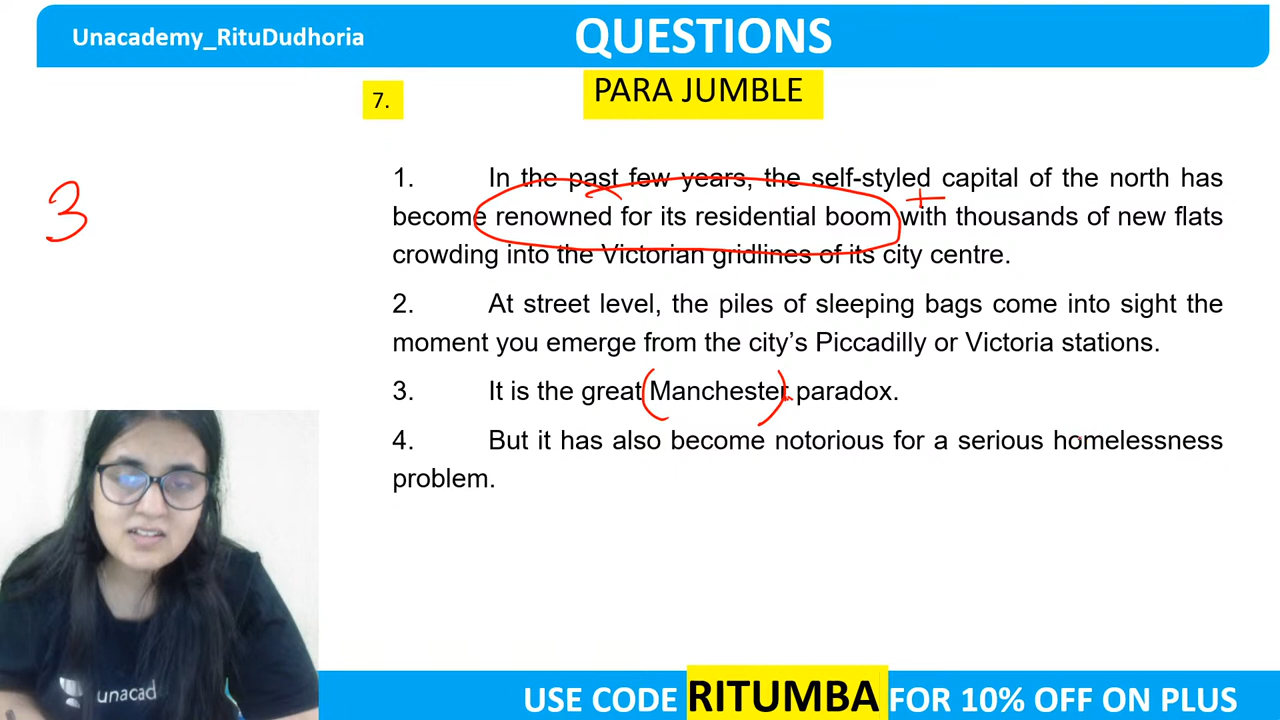 Unacademy_RituDudhoria
QUESTIONS
PARA JUMBLE
7.
3
1. In the past few years, the self-styled capital of the north has
become renowned for its residential boom with thousands of new flats
crowding into the Victorian gridlines of its city centre.
2. At street level, the piles of sleeping bags come into sight the
moment you emerge from the city's Piccadilly or Victoria stations.
3. It is the great Manchester paradox.
4. But it has also become notorious for a serious homelessness
problem.
unacad
USE CODE RITUMBA FOR 10% OFF ON PLUS